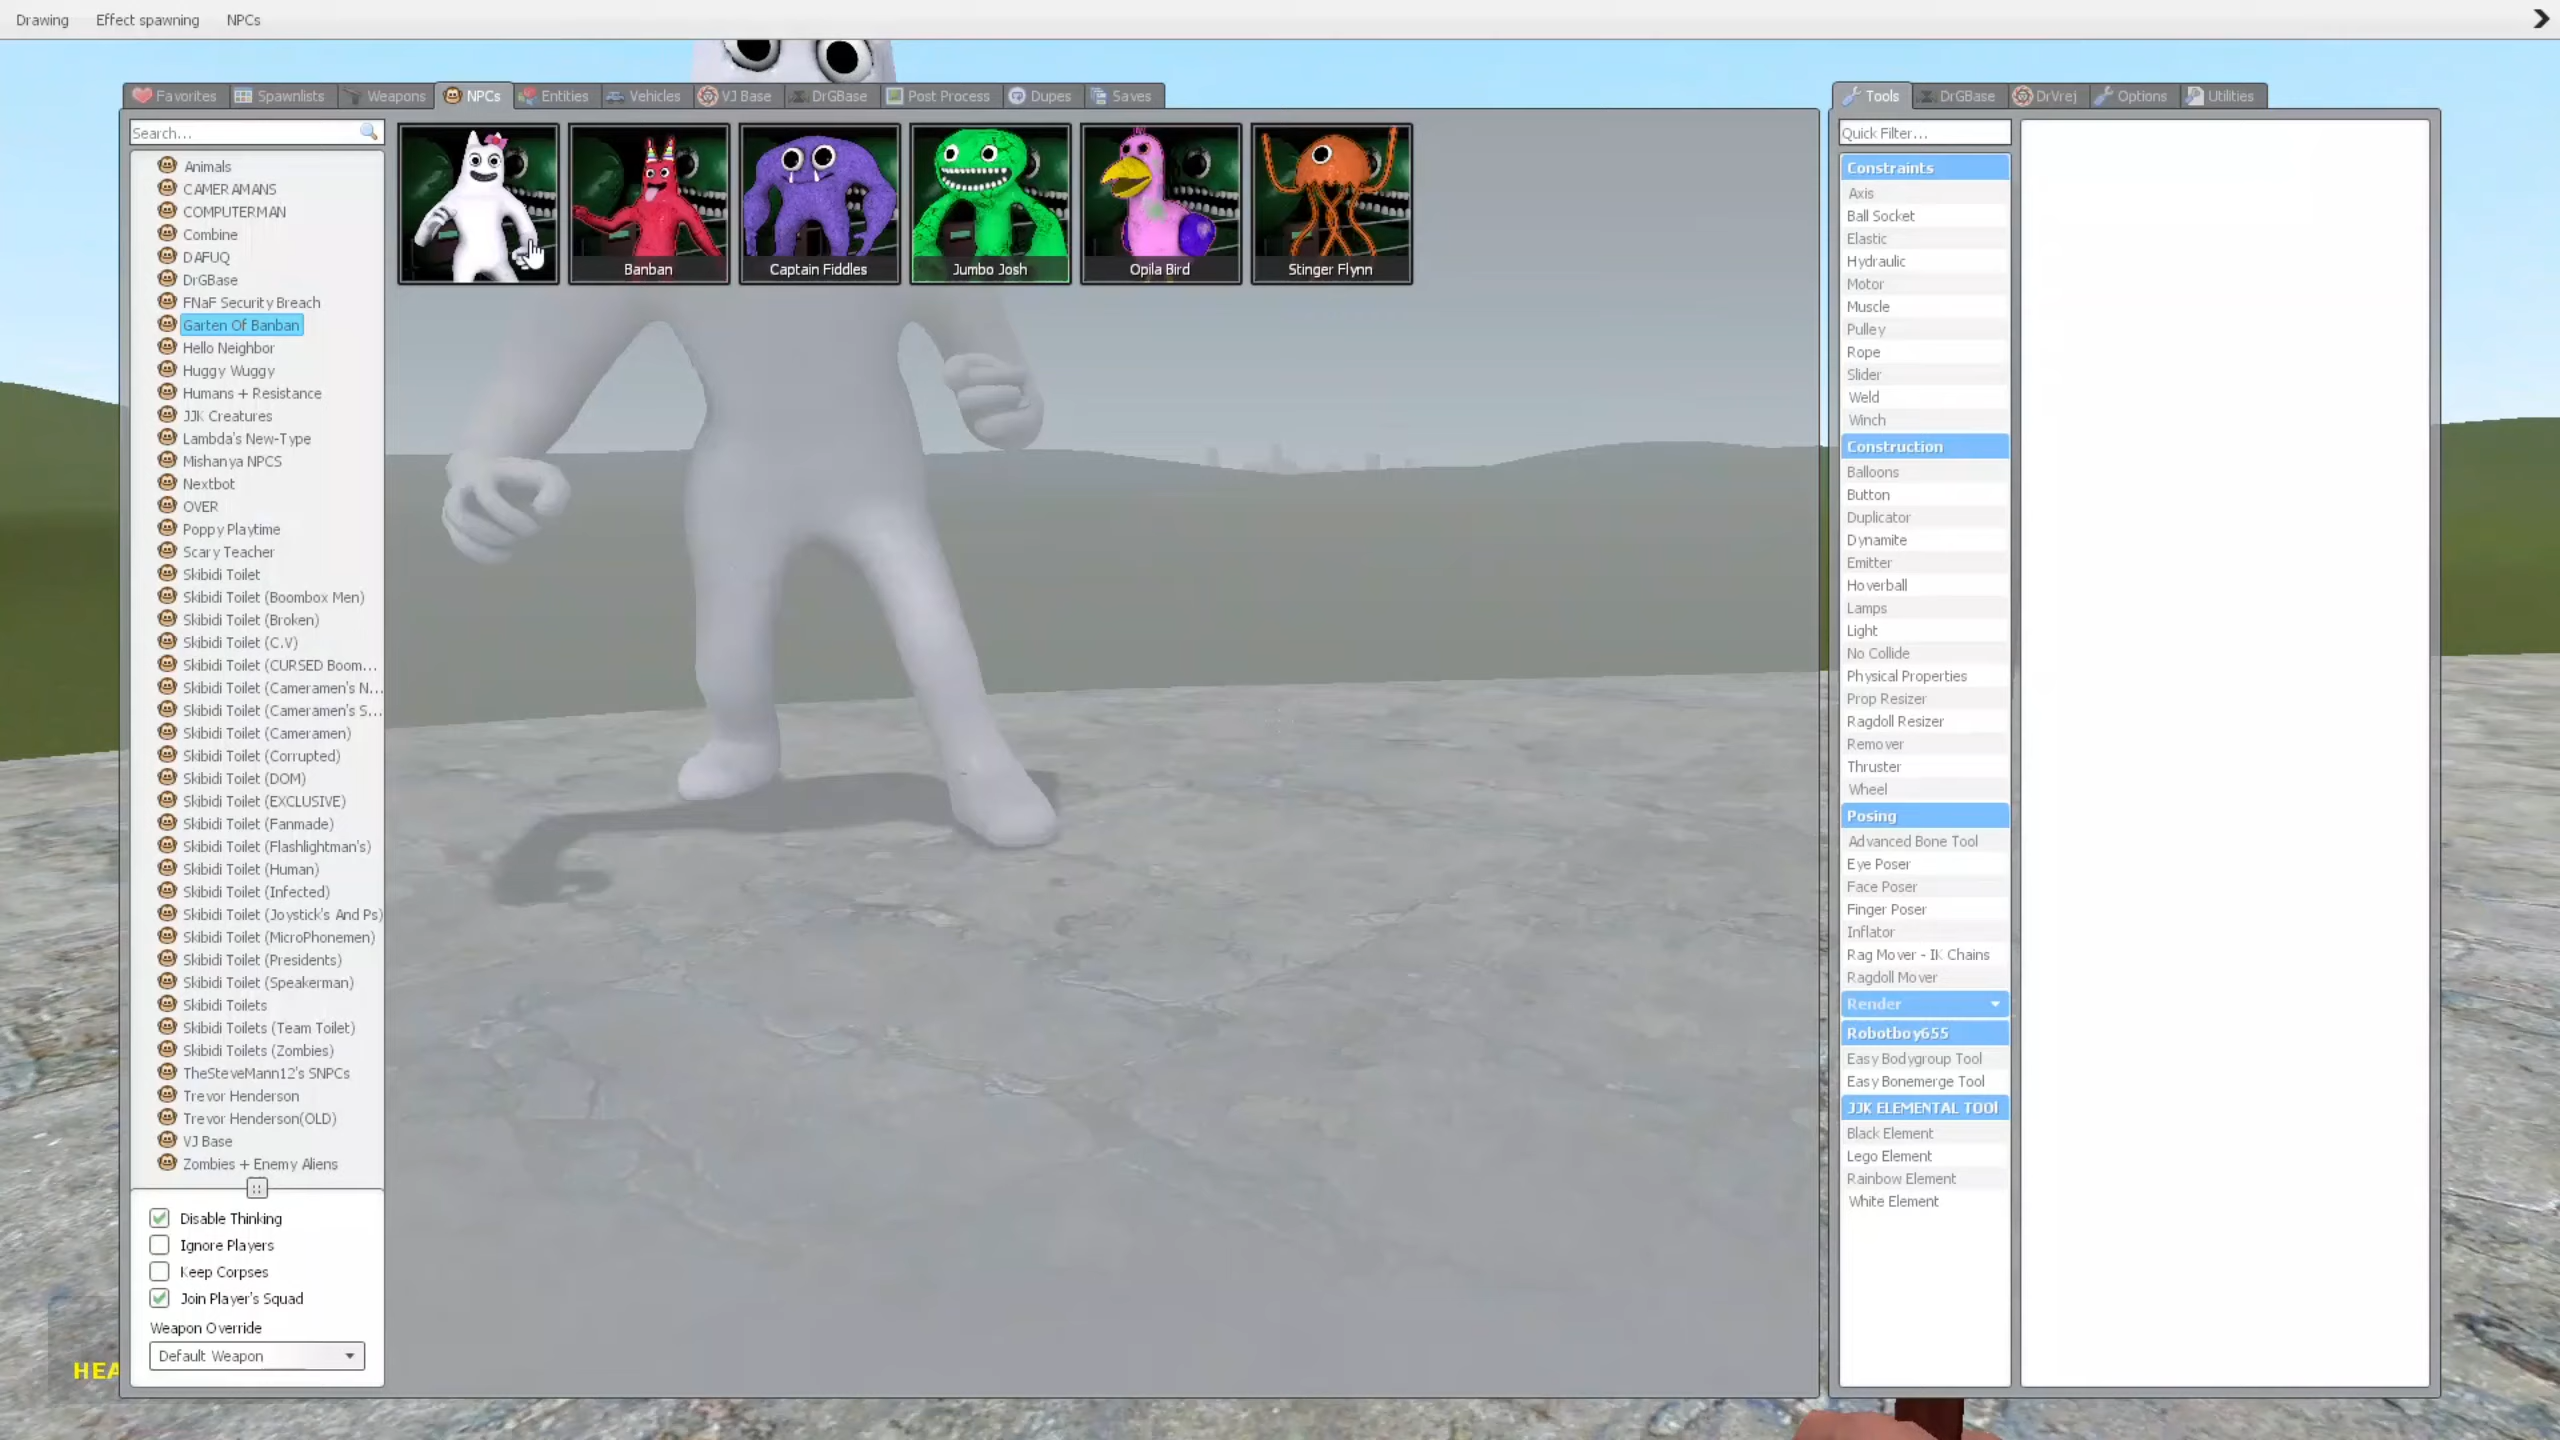 Drawing Effect spawning NPCs
Favorites Spawnlists Weapons NPCs Entities Vehicles VJ Base DrGBase Post Process Dupes Saves
Search...
Animals
CAMERAMANS
COMPUTERMAN
Combine
DAFUQ
DrGBase
FNaF Security Breach
Garten Of Banban
Hello Neighbor
Huggy Wuggy
Humans + Resistance
JJK Creatures
Lambda's New-Type
Mishanya NPCS
Nextbot
OVER
Poppy Playtime
Scary Teacher
Skibidi Toilet
Skibidi Toilet (Boombox Men)
Skibidi Toilet (Broken)
Skibidi Toilet (C.V)
Skibidi Toilet (CURSED Boom...
Skibidi Toilet (Cameramen's N...
Skibidi Toilet (Cameramen's S...
Skibidi Toilet (Cameramen)
Skibidi Toilet (Corrupted)
Skibidi Toilet (DOM)
Skibidi Toilet (EXCLUSIVE)
Skibidi Toilet (Fanmade)
Skibidi Toilet (Flashlightman's)
Skibidi Toilet (Human)
Skibidi Toilet (Infected)
Skibidi Toilet (Joystick's And Ps)
Skibidi Toilet (MicroPhonemen)
Skibidi Toilet (Presidents)
Skibidi Toilet (Speakerman)
Skibidi Toilets
Skibidi Toilets (Team Toilet)
Skibidi Toilets (Zombies)
TheSteveMann12's SNPCs
Trevor Henderson
Trevor Henderson(OLD)
VJ Base
Zombies + Enemy Aliens
Disable Thinking
Ignore Players
Keep Corpses
Join Player's Squad
Weapon Override
Default Weapon
HEA
Banban Captain Fiddles Jumbo Josh Opila Bird Stinger Flynn
Tools DrGBase DrVrej Options Utilities
Quick Filter...
Constraints
Axis
Ball Socket
Elastic
Hydraulic
Motor
Muscle
Pulley
Rope
Slider
Weld
Winch
Construction
Balloons
Button
Duplicator
Dynamite
Emitter
Hoverball
Lamps
Light
No Collide
Physical Properties
Prop Resizer
Ragdoll Resizer
Remover
Thruster
Wheel
Posing
Advanced Bone Tool
Eye Poser
Face Poser
Finger Poser
Inflator
Rag Mover - IK Chains
Ragdoll Mover
Render
Robotboy655
Easy Bodygroup Tool
Easy Bonemerge Tool
JJK ELEMENTAL TOOl
Black Element
Lego Element
Rainbow Element
White Element